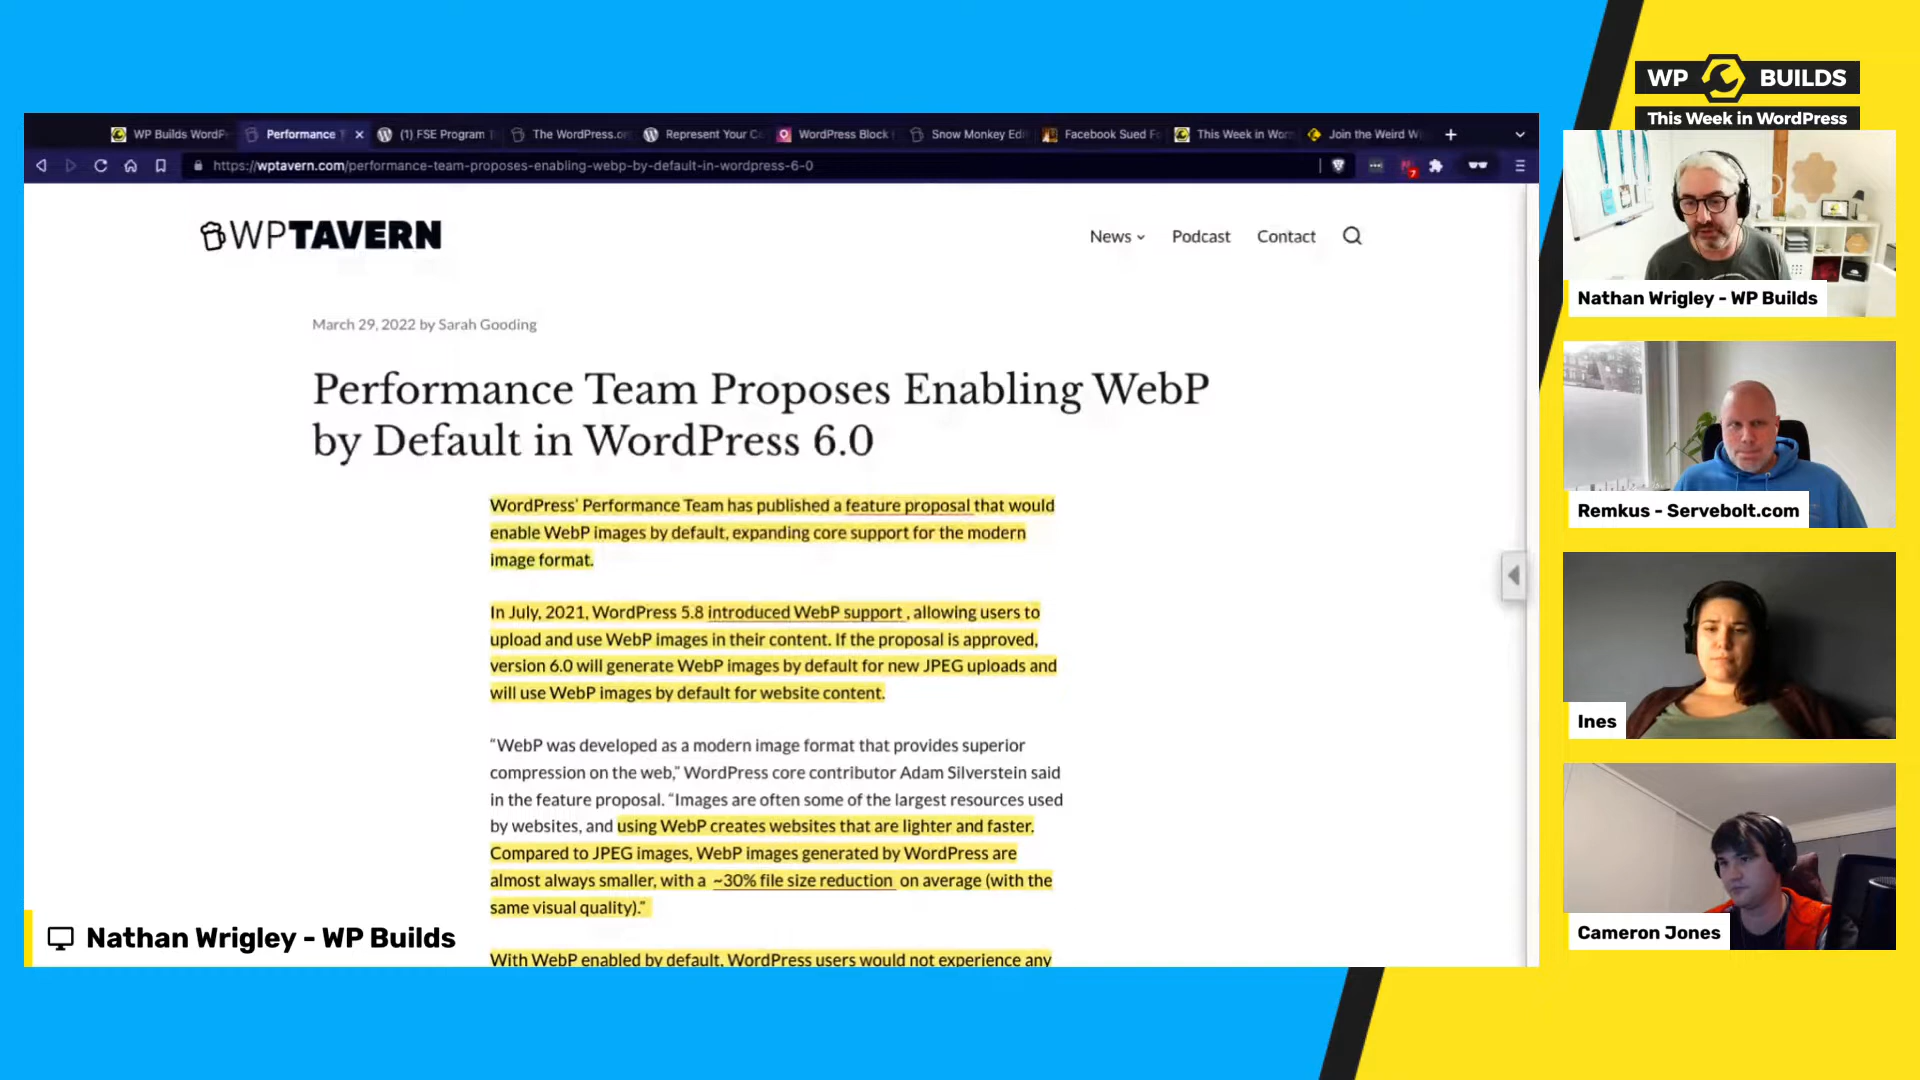 WP BUILDS
This Week in WordPress
WP Builds WordP
Performance T
(1) FSE Program T
The WordPress.or
Represent Your C
WordPress Block
Snow Monkey Edi
Facebook Sued Fo
This Week in Wor
Join the Weird W
https://wptavern.com/performance-team-proposes-enabling-webp-by-default-in-wordpress-6-0
7
WPTAVERN
News
Podcast
Contact
March 29, 2022 by Sarah Gooding
Performance Team Proposes Enabling WebP
by Default in WordPress 6.0
WordPress' Performance Team has published a feature proposal that would
enable WebP images by default, expanding core support for the modern
image format.
In July, 2021, WordPress 5.8 introduced WebP support , allowing users to
upload and use WebP images in their content. If the proposal is approved,
version 6.0 will generate WebP images by default for new JPEG uploads and
will use WebP images by default for website content.
“WebP was developed as a modern image format that provides superior
compression on the web,” WordPress core contributor Adam Silverstein said
in the feature proposal. “Images are often some of the largest resources used
by websites, and using WebP creates websites that are lighter and faster.
Compared to JPEG images, WebP images generated by WordPress are
almost always smaller, with a ~30% file size reduction on average (with the
same visual quality).”
With WebP enabled by default, WordPress users would not experience any
Nathan Wrigley - WP Builds
Nathan Wrigley - WP Builds
Remkus - Servebolt.com
Ines
Cameron Jones